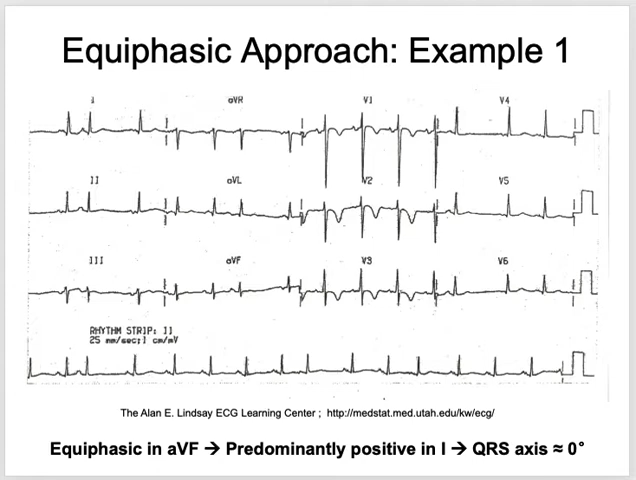 Equiphasic Approach: Example 1
I aVR V1 V4
II aVL V2 V5
III aVF V3 V6
RHYTHM STRIP: II
25 mm/sec;1 cm/mV
The Alan E. Lindsay ECG Learning Center ; http://medstat.med.utah.edu/kw/ecg/
Equiphasic in aVF → Predominantly positive in I → QRS axis ≈ 0°